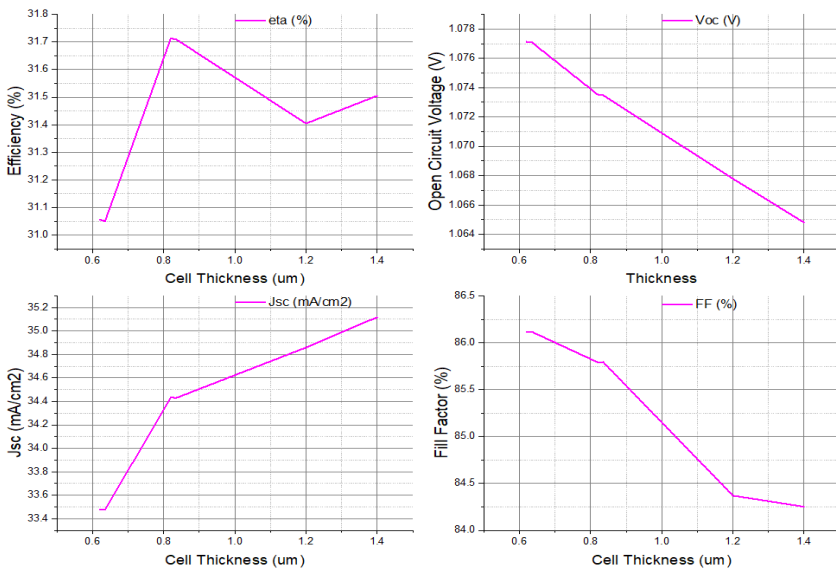 eta (%)
Efficiency (%)
31.8
31.7
31.6
31.5
31.4
31.3
31.2
31.1
31.0
0.6 0.8 1.0 1.2 1.4
Cell Thickness (um)
Voc (V)
Open Circuit Voltage (V)
1.078
1.076
1.074
1.072
1.070
1.068
1.066
1.064
0.6 0.8 1.0 1.2 1.4
Thickness
Jsc (mA/cm2)
Jsc (mA/cm2)
35.2
35.0
34.8
34.6
34.4
34.2
34.0
33.8
33.6
33.4
0.6 0.8 1.0 1.2 1.4
Cell Thickness (um)
FF (%)
Fill Factor (%)
86.5
86.0
85.5
85.0
84.5
84.0
0.6 0.8 1.0 1.2 1.4
Cell Thickness (um)